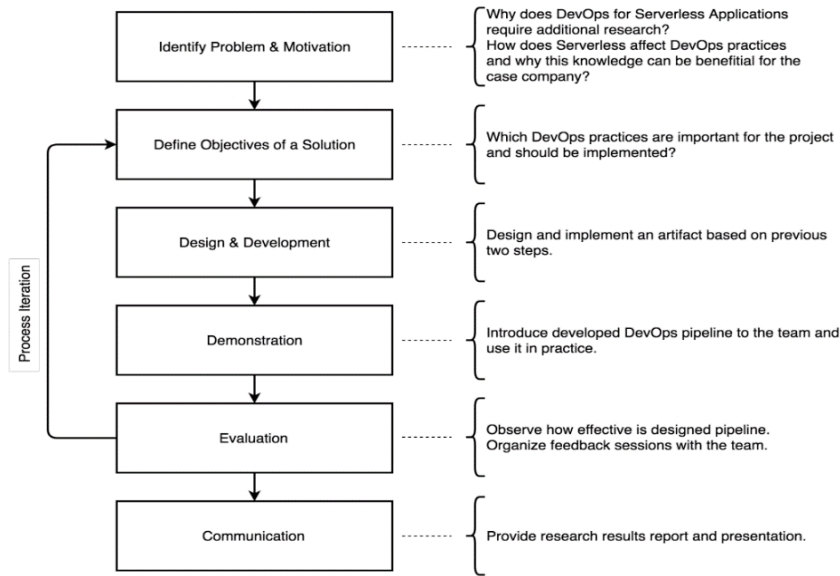 Identify Problem & Motivation
Why does DevOps for Serverless Applications
require additional research?
How does Serverless affect DevOps practices
and why this knowledge can be benefitial for the
case company?
Define Objectives of a Solution
Which DevOps practices are important for the project
and should be implemented?
Design & Development
Design and implement an artifact based on previous
two steps.
Process Iteration
Demonstration
Introduce developed DevOps pipeline to the team and
use it in practice.
Evaluation
Observe how effective is designed pipeline.
Organize feedback sessions with the team.
Communication
Provide research results report and presentation.